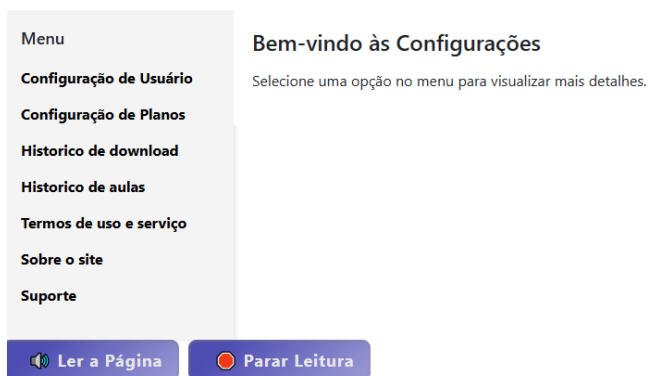 Menu
Configuração de Usuário
Configuração de Planos
Historico de download
Historico de aulas
Termos de uso e serviço
Sobre o site
Suporte
Bem-vindo às Configurações
Selecione uma opção no menu para visualizar mais detalhes.
Ler a Página
Parar Leitura